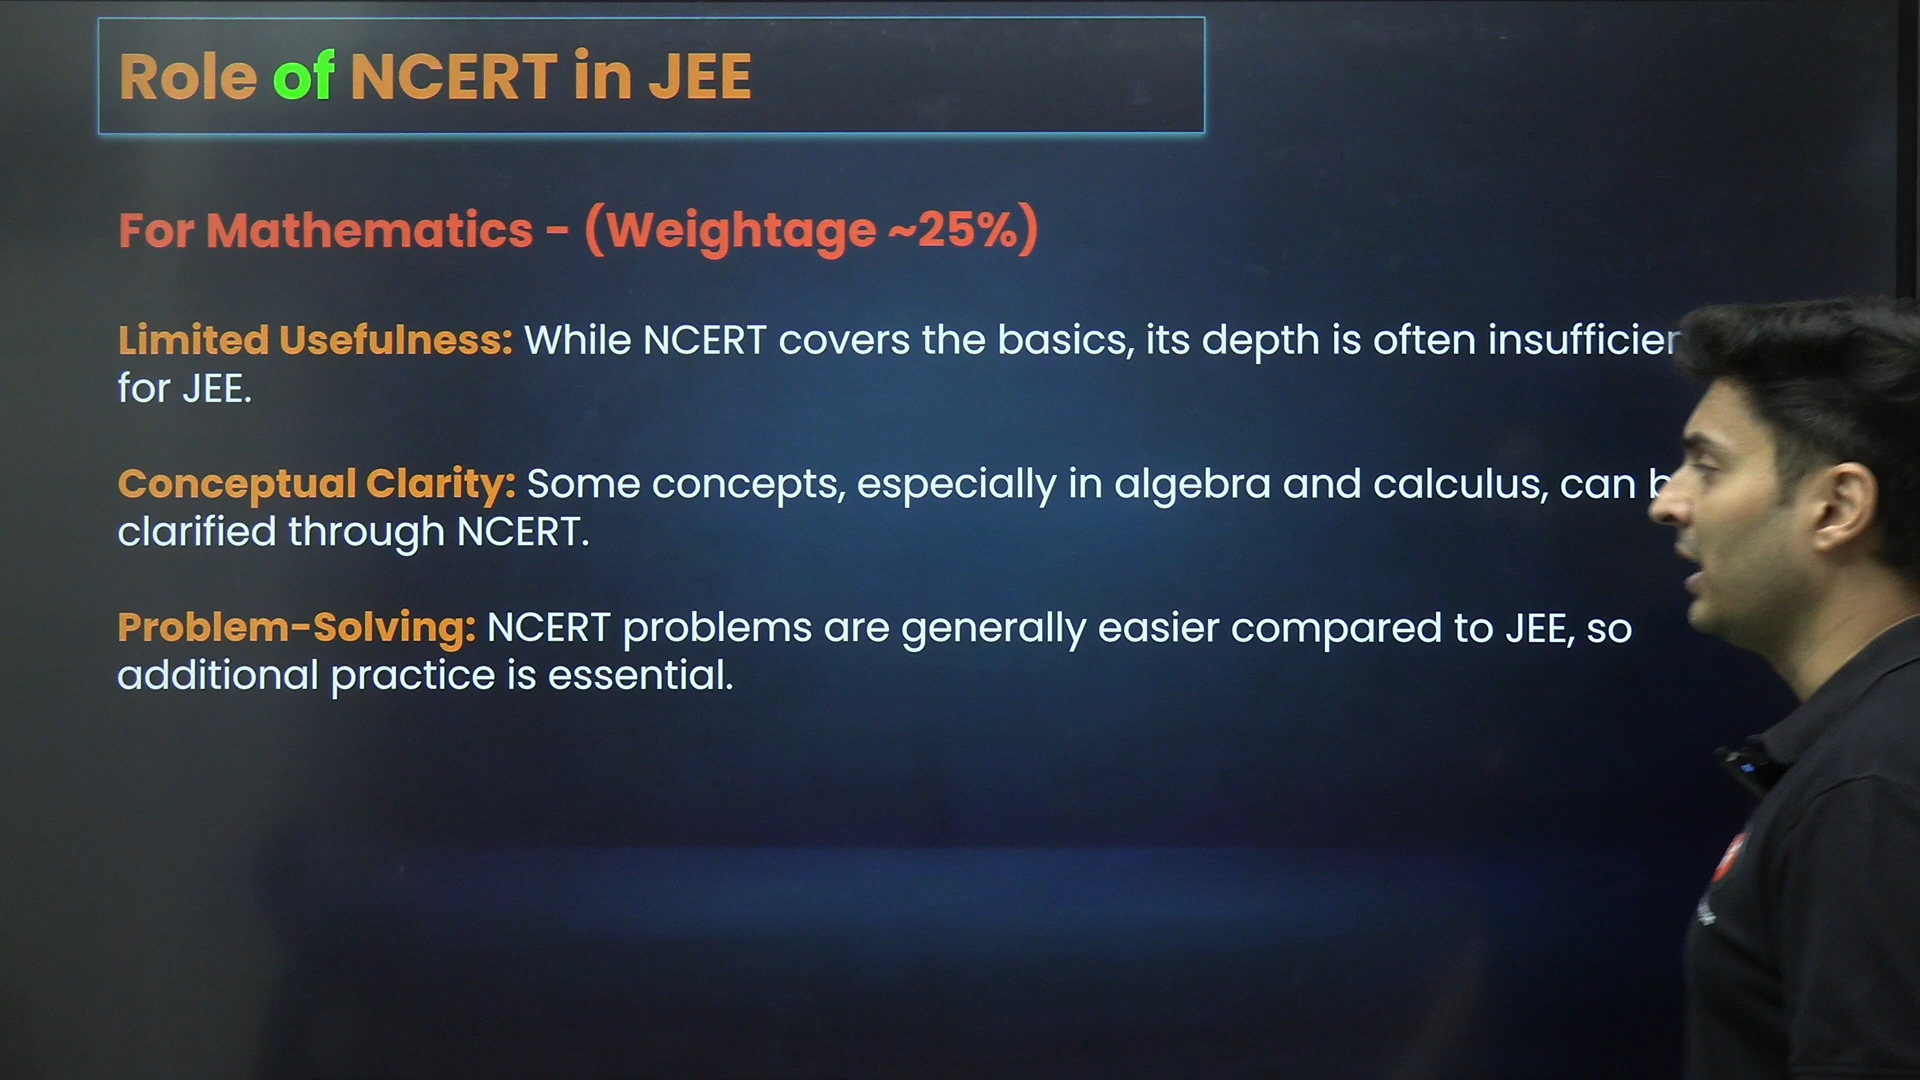 Role of NCERT in JEE
For Mathematics - (Weightage ~25%)
Limited Usefulness: While NCERT covers the basics, its depth is often
for JEE.
Conceptual Clarity: Some concepts, especially in algebra and calculus, can
clarified through NCERT.
Problem-Solving: NCERT problems are generally easier compared to JEE, so
additional practice is essential.